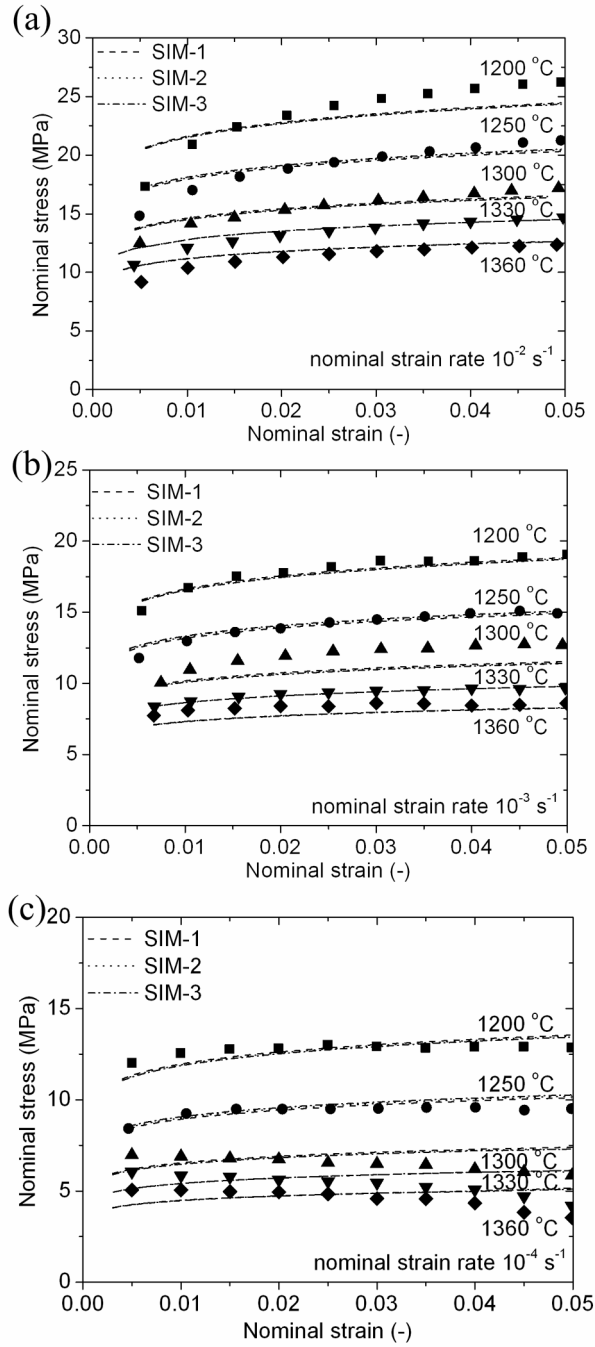 (a)
30
25
20
15
10
5
0
Nominal stress (MPa)
SIM-1
SIM-2
SIM-3
1200 °C
1250 °C
1300 °C
1330 °C
1360 °C
nominal strain rate 10⁻² s⁻¹
0.00 0.01 0.02 0.03 0.04 0.05
Nominal strain (-)
(b)
25
20
15
10
5
0
Nominal stress (MPa)
SIM-1
SIM-2
SIM-3
1200 °C
1250 °C
1300 °C
1330 °C
1360 °C
nominal strain rate 10⁻³ s⁻¹
0.00 0.01 0.02 0.03 0.04 0.05
Nominal strain (-)
(c)
20
15
10
5
0
Nominal stress (MPa)
SIM-1
SIM-2
SIM-3
1200 °C
1250 °C
1300 °C
1330 °C
1360 °C
nominal strain rate 10⁻⁴ s⁻¹
0.00 0.01 0.02 0.03 0.04 0.05
Nominal strain (-)